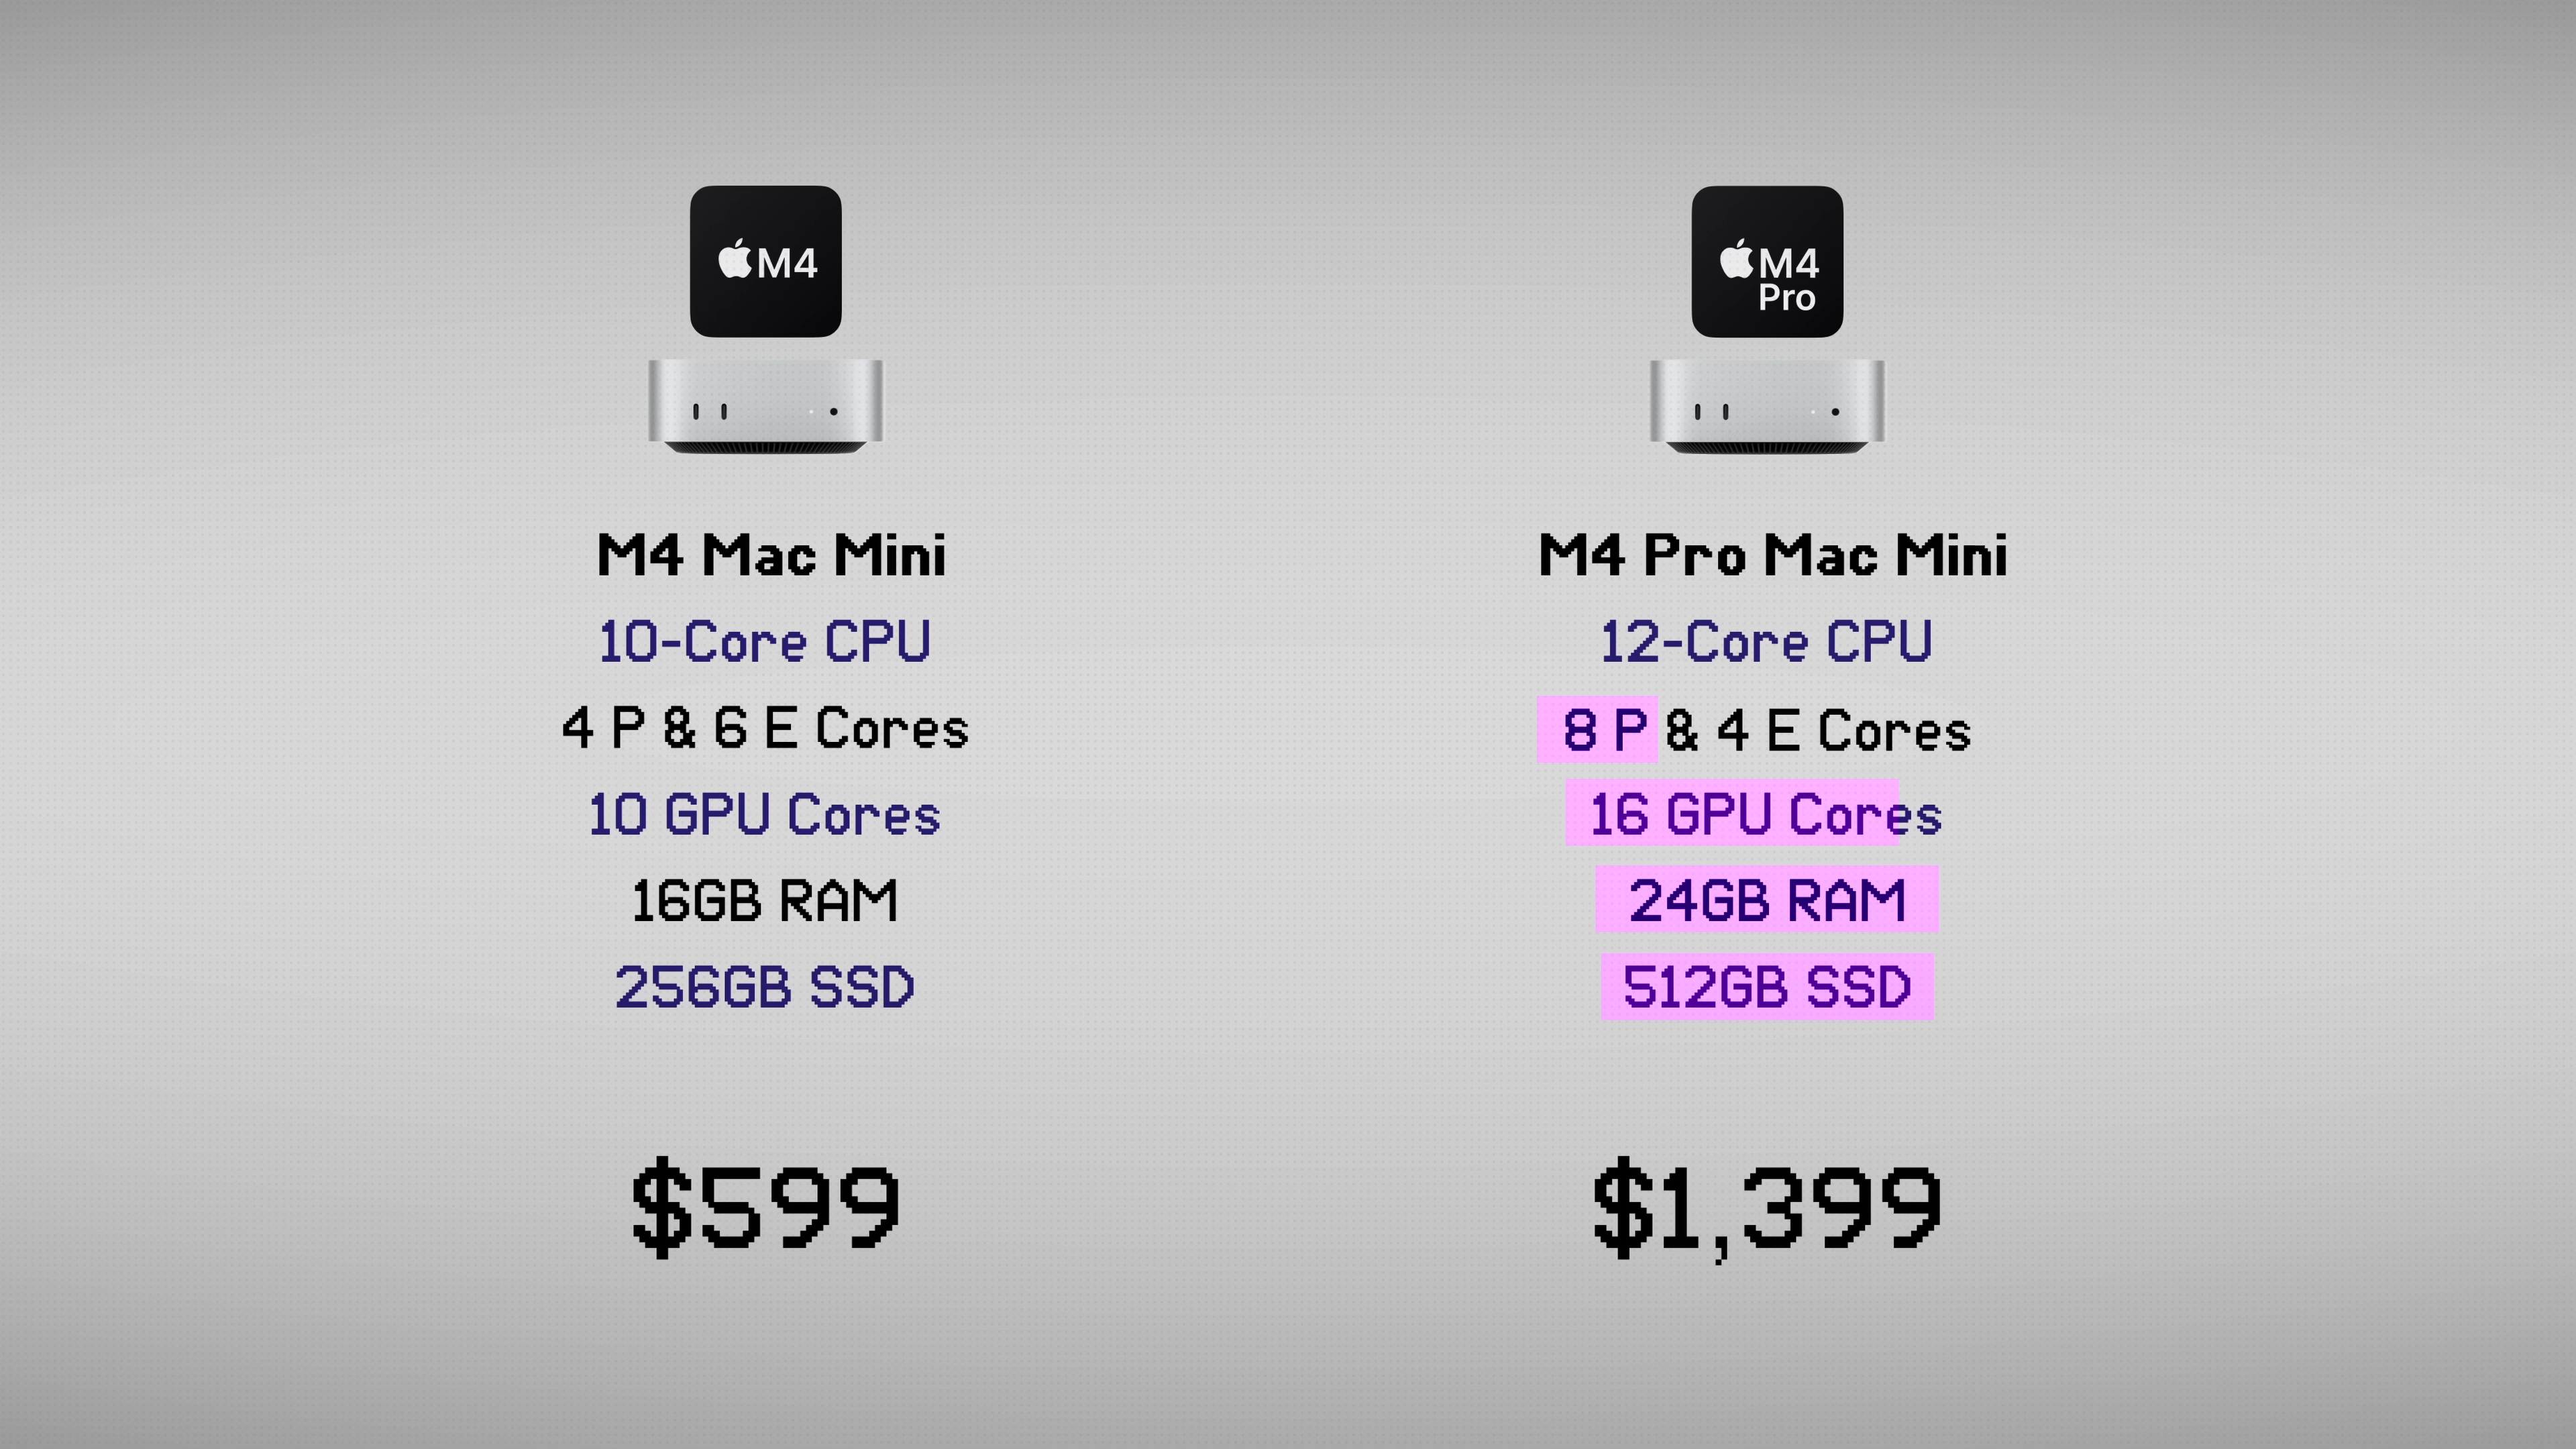 M4
M4
Pro
M4 Mac Mini
10-Core CPU
4 P & 6 E Cores
10 GPU Cores
16GB RAM
256GB SSD
$599
M4 Pro Mac Mini
12-Core CPU
8 P & 4 E Cores
16 GPU Cores
24GB RAM
512GB SSD
$1,399